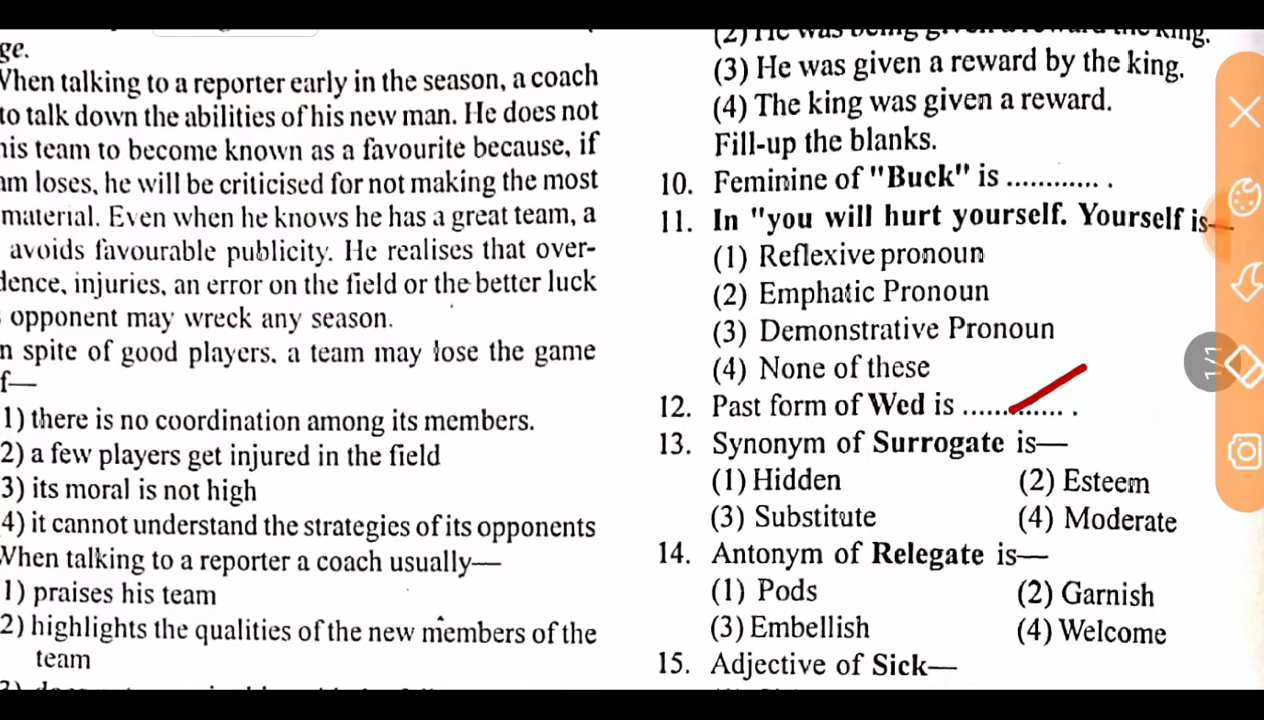 ge.
When talking to a reporter early in the season, a coach
to talk down the abilities of his new man. He does not
his team to become known as a favourite because, if
am loses, he will be criticised for not making the most
material. Even when he knows he has a great team, a
avoids favourable publicity. He realises that over-
dence, injuries, an error on the field or the better luck
opponent may wreck any season.
n spite of good players. a team may lose the game
f—
1) there is no coordination among its members.
2) a few players get injured in the field
3) its moral is not high
4) it cannot understand the strategies of its opponents
When talking to a reporter a coach usually—
1) praises his team
2) highlights the qualities of the new members of the
team
(2) He was being given a reward the king.
(3) He was given a reward by the king.
(4) The king was given a reward.
Fill-up the blanks.
10. Feminine of "Buck" is ............. .
11. In "you will hurt yourself. Yourself is—
(1) Reflexive pronoun
(2) Emphatic Pronoun
(3) Demonstrative Pronoun
(4) None of these
12. Past form of Wed is .............. .
13. Synonym of Surrogate is—
(1) Hidden (2) Esteem
(3) Substitute (4) Moderate
14. Antonym of Relegate is—
(1) Pods (2) Garnish
(3) Embellish (4) Welcome
15. Adjective of Sick—
1/1